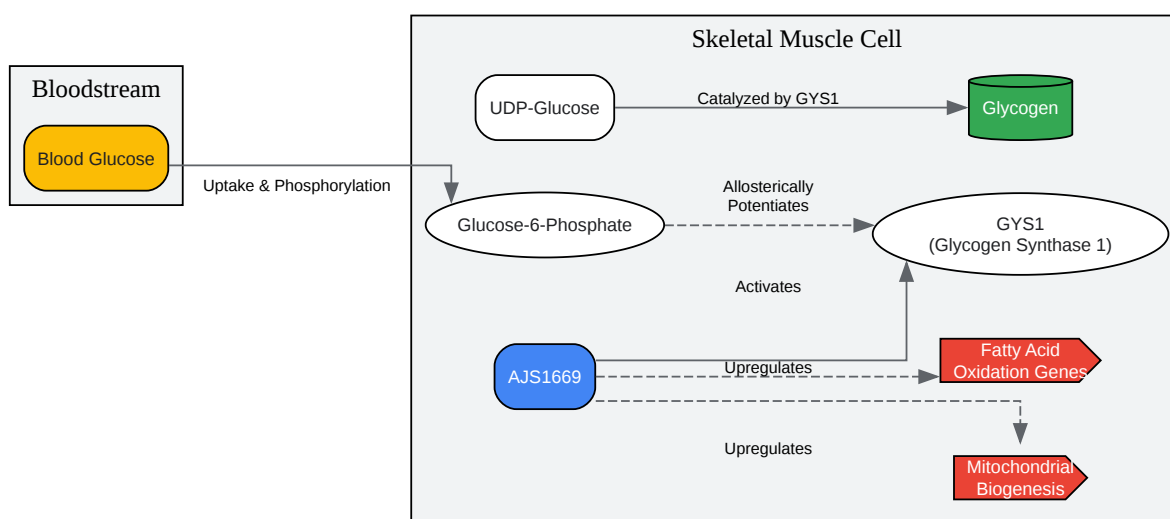 Skeletal Muscle Cell
Bloodstream
UDP-Glucose
Catalyzed by GYS1
Glycogen
Blood Glucose
Uptake & Phosphorylation
Allosterically
Potentiates
Glucose-6-Phosphate
GYS1
(Glycogen Synthase 1)
Activates
AJS1669
Upregulates
Fatty Acid
Oxidation Genes
Upregulates
Mitochondrial
Biogenesis